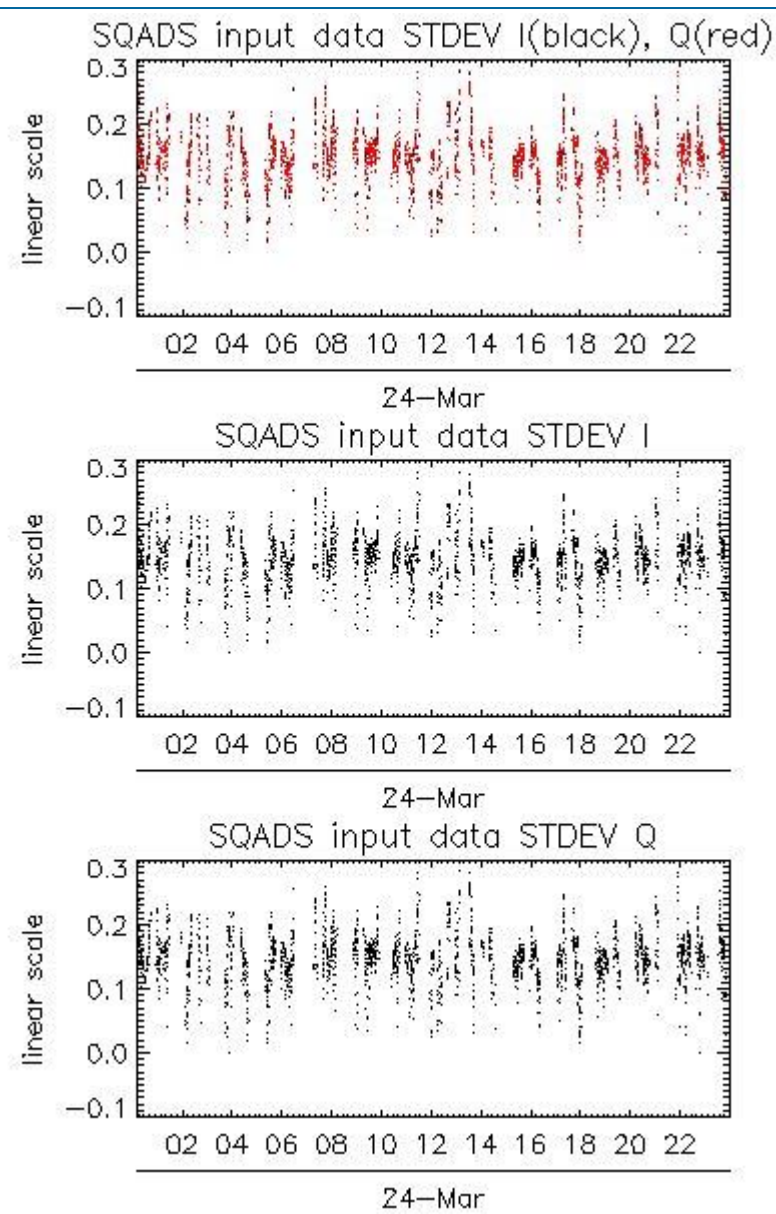 SQADS input data STDEV I(black), Q(red)
0.3
0.2
0.1
0.0
−0.1
linear scale
02 04 06 08 10 12 14 16 18 20 22
24−Mar
SQADS input data STDEV I
0.3
0.2
0.1
0.0
−0.1
linear scale
02 04 06 08 10 12 14 16 18 20 22
24−Mar
SQADS input data STDEV Q
0.3
0.2
0.1
0.0
−0.1
linear scale
02 04 06 08 10 12 14 16 18 20 22
24−Mar